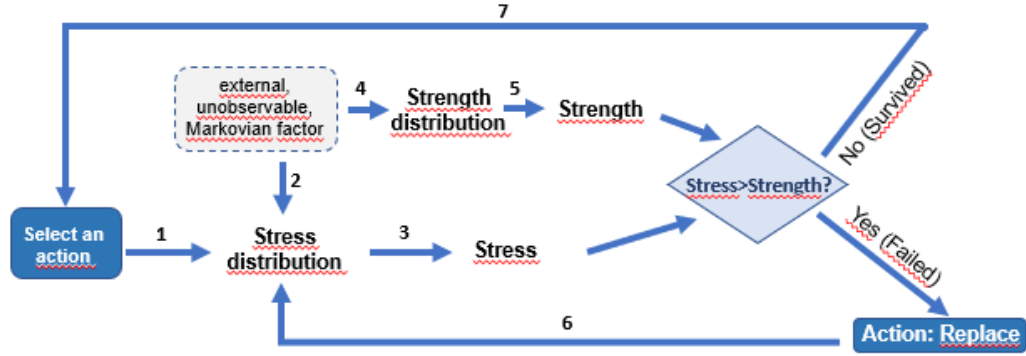 7
external,
unobservable,
Markovian factor
4
Strength
distribution
5
Strength
No (Survived)
2
Stress>Strength?
Select an
action
1
Stress
distribution
3
Stress
Yes (Failed)
6
Action: Replace